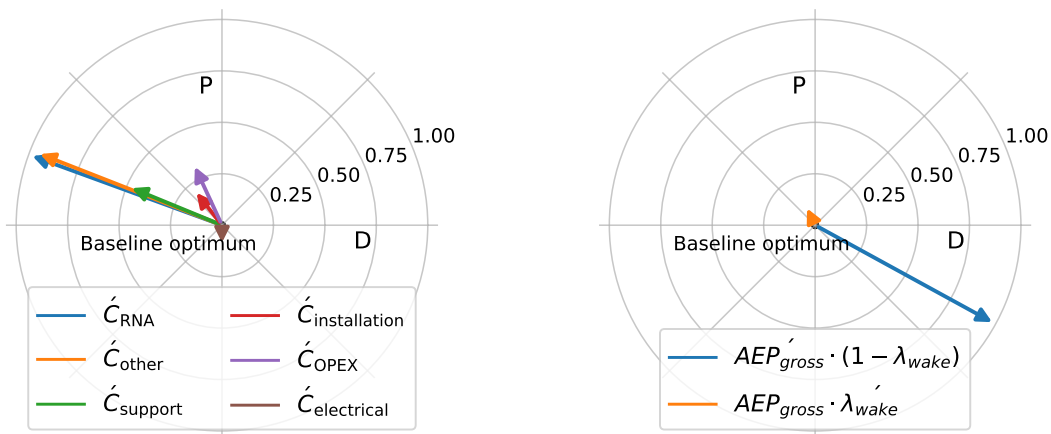 P
1.00
0.75
0.50
0.25
Baseline optimum
D
Ć_RNA
Ć_other
Ć_support
Ć_installation
Ć_OPEX
Ć_electrical
P
1.00
0.75
0.50
0.25
Baseline optimum
D
AEP´_gross · (1 − λ_wake)
AEP_gross · λ´_wake